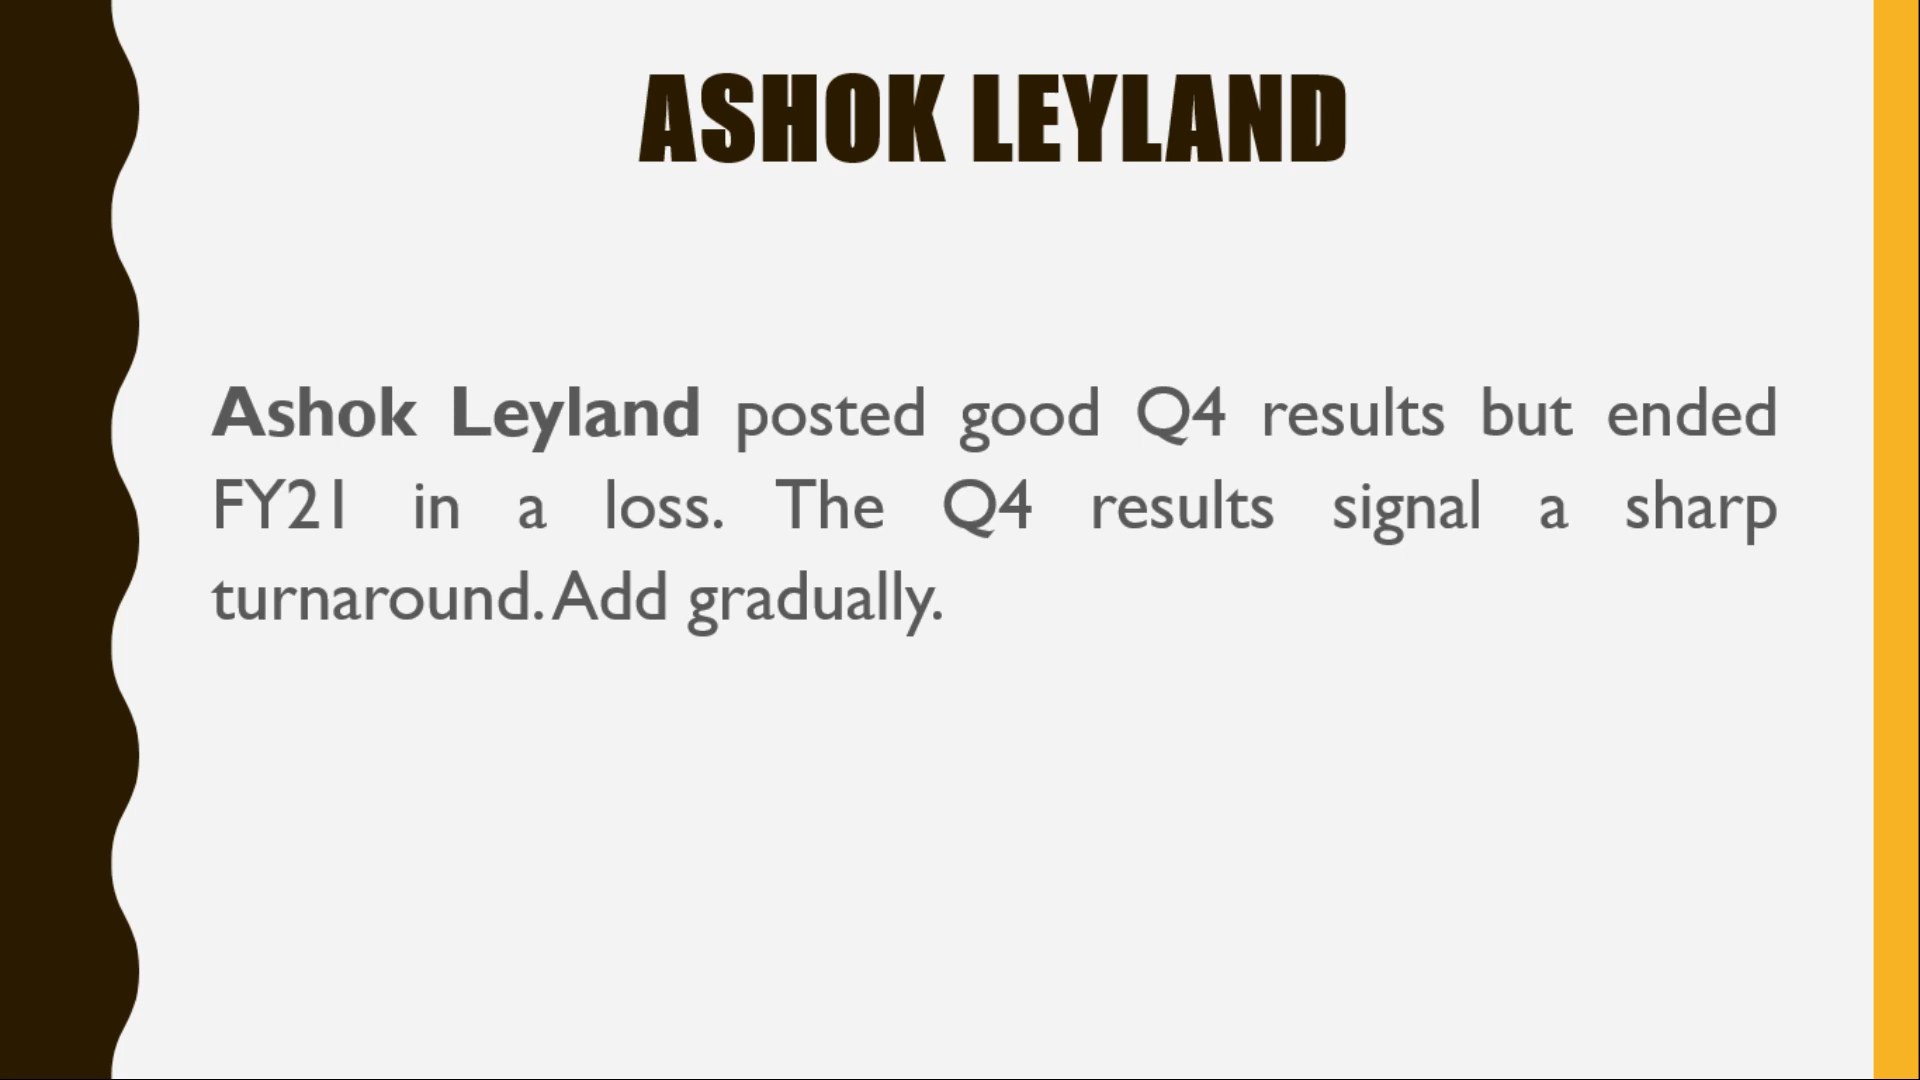 ASHOK LEYLAND
Ashok Leyland posted good Q4 results but ended
FY21 in a loss. The Q4 results signal a sharp
turnaround. Add gradually.